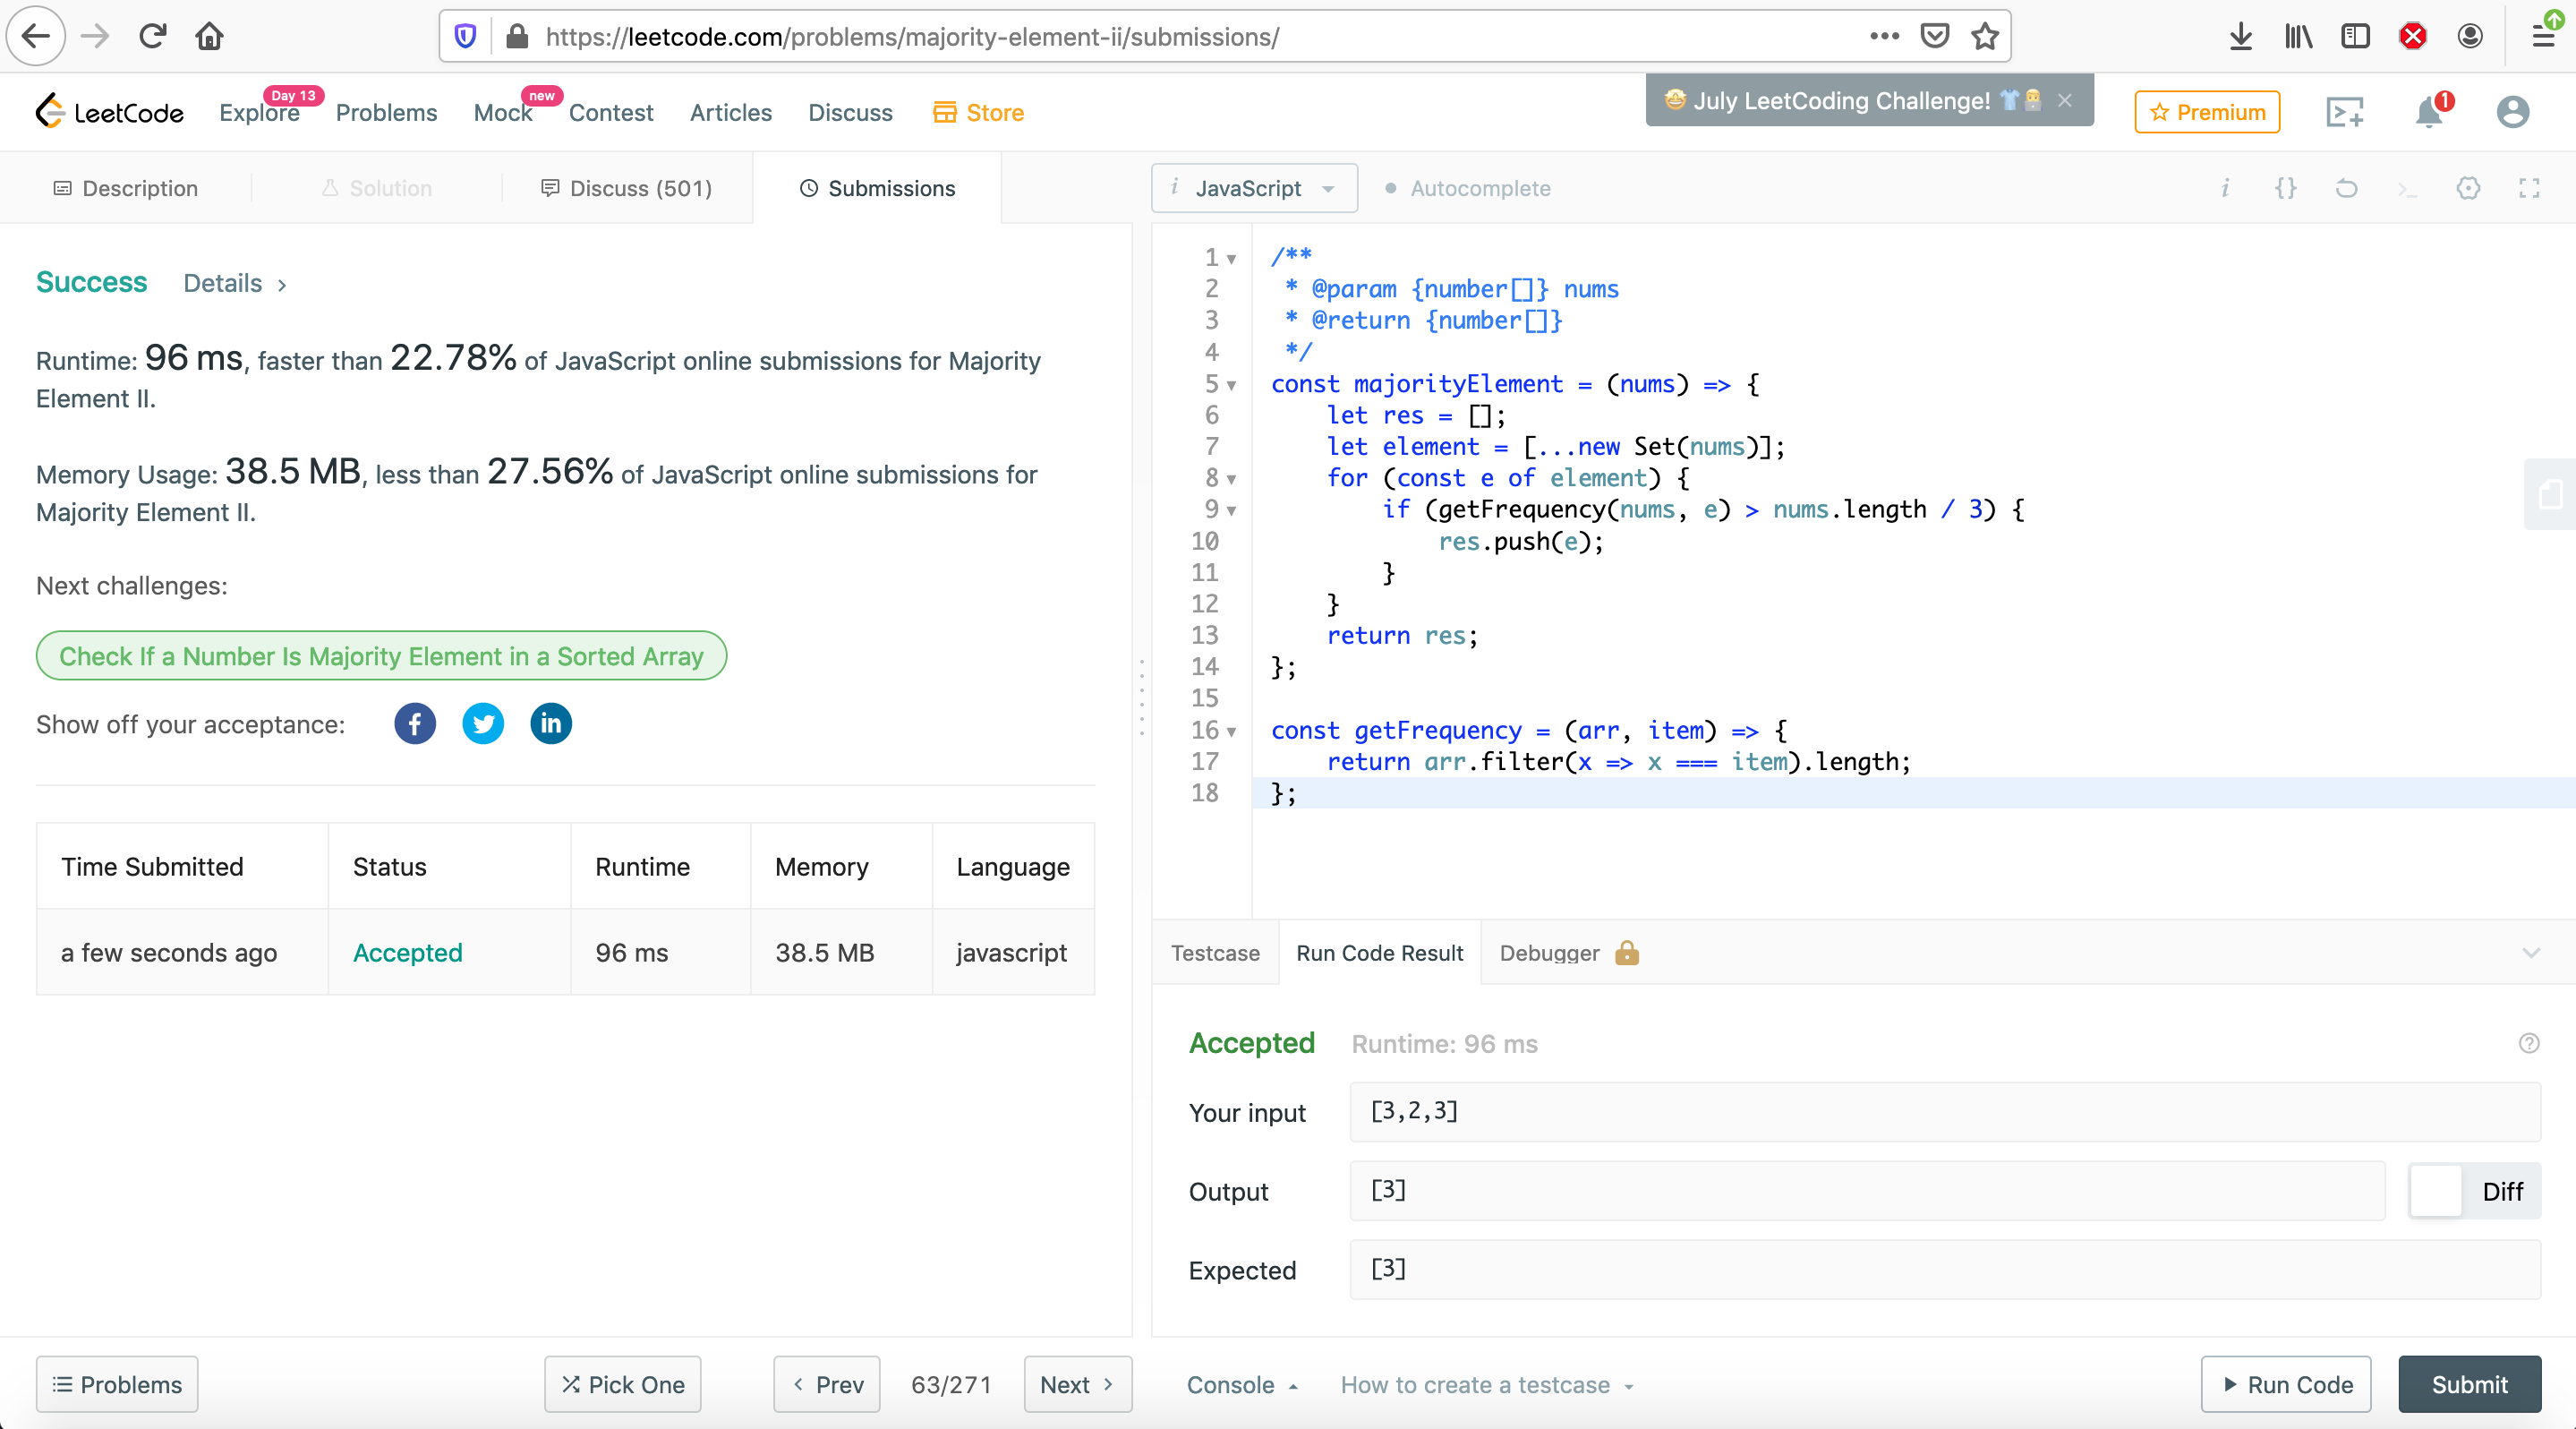 https://leetcode.com/problems/majority-element-ii/submissions/
LeetCode
Explore
Day 13
Problems
Mock
new
Contest
Articles
Discuss
Store
July LeetCoding Challenge!
Premium
1
Description
Solution
Discuss (501)
Submissions
i JavaScript
Autocomplete
i {}
Success Details
Runtime: 96 ms, faster than 22.78% of JavaScript online submissions for Majority
Element II.
Memory Usage: 38.5 MB, less than 27.56% of JavaScript online submissions for
Majority Element II.
Next challenges:
Check If a Number Is Majority Element in a Sorted Array
Show off your acceptance:
Time Submitted Status Runtime Memory Language
a few seconds ago Accepted 96 ms 38.5 MB javascript
1 /**
2  * @param {number[]} nums
3  * @return {number[]}
4  */
5 const majorityElement = (nums) => {
6     let res = [];
7     let element = [...new Set(nums)];
8     for (const e of element) {
9         if (getFrequency(nums, e) > nums.length / 3) {
10             res.push(e);
11         }
12     }
13     return res;
14 };
15
16 const getFrequency = (arr, item) => {
17     return arr.filter(x => x === item).length;
18 };
Testcase Run Code Result Debugger
Accepted Runtime: 96 ms
Your input [3,2,3]
Output [3] Diff
Expected [3]
Problems Pick One Prev 63/271 Next Console How to create a testcase Run Code Submit